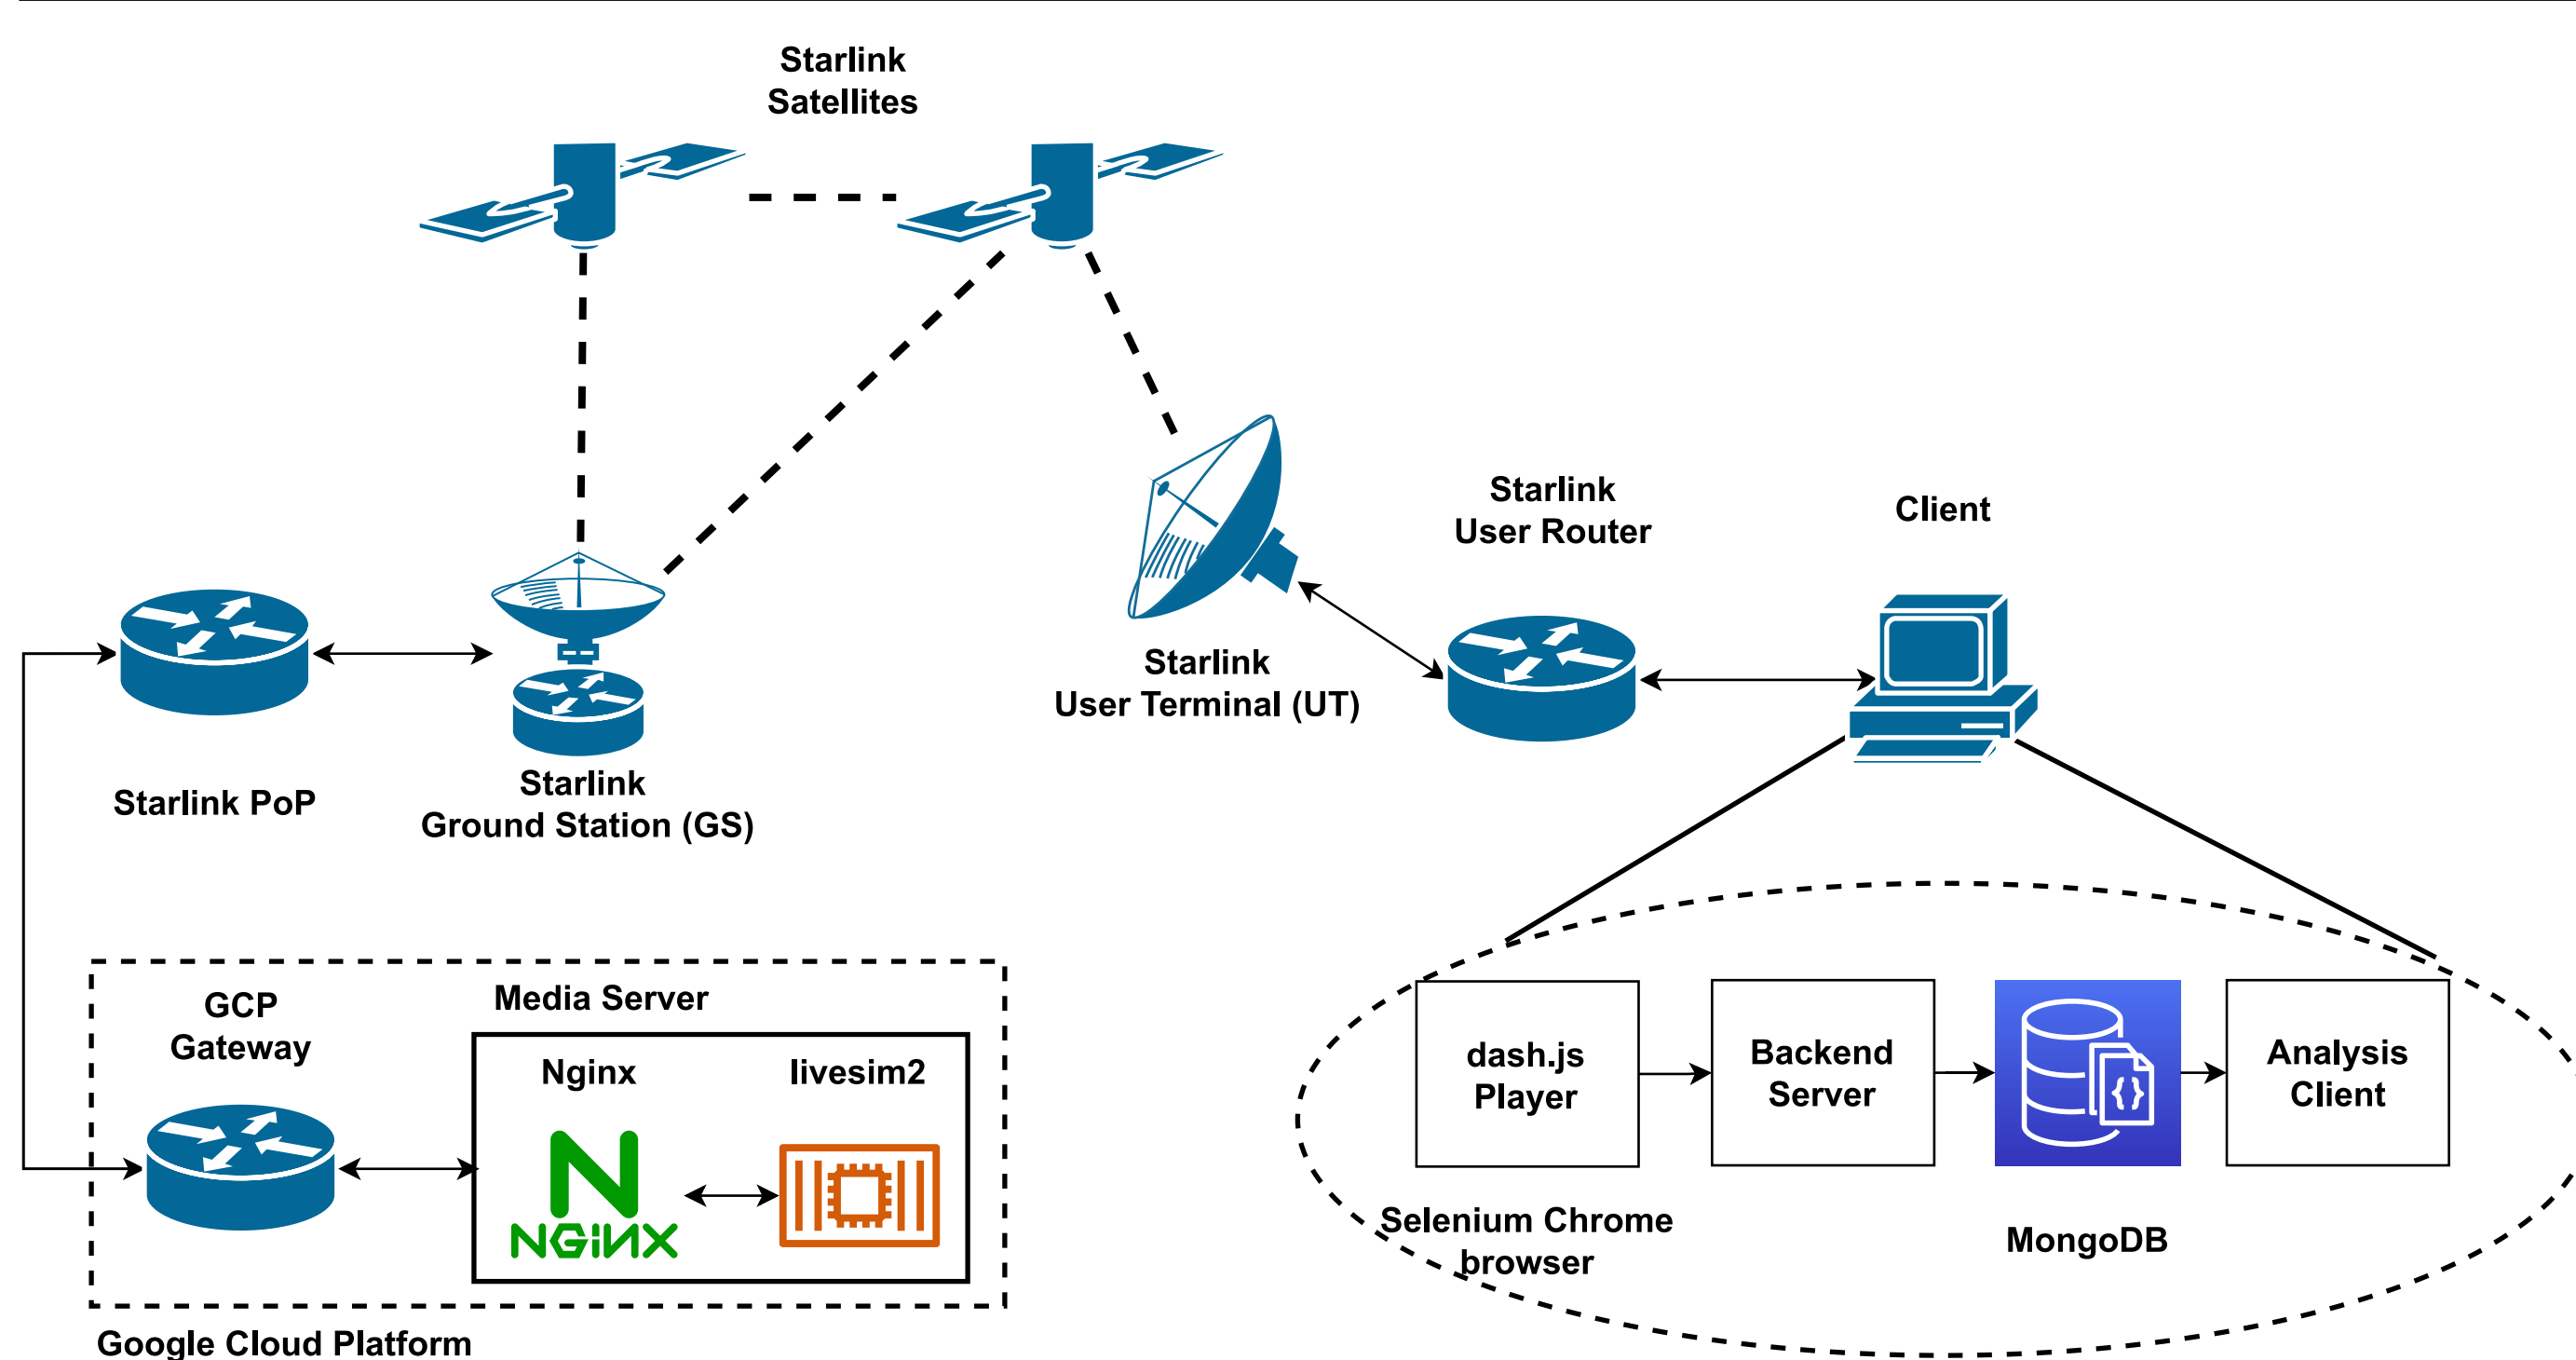 Starlink
Satellites
Starlink
User Router
Client
Starlink
User Terminal (UT)
Starlink PoP
Starlink
Ground Station (GS)
GCP
Gateway
Media Server
Nginx
livesim2
NGiNX
Google Cloud Platform
dash.js
Player
Backend
Server
{}
Analysis
Client
Selenium Chrome
browser
MongoDB